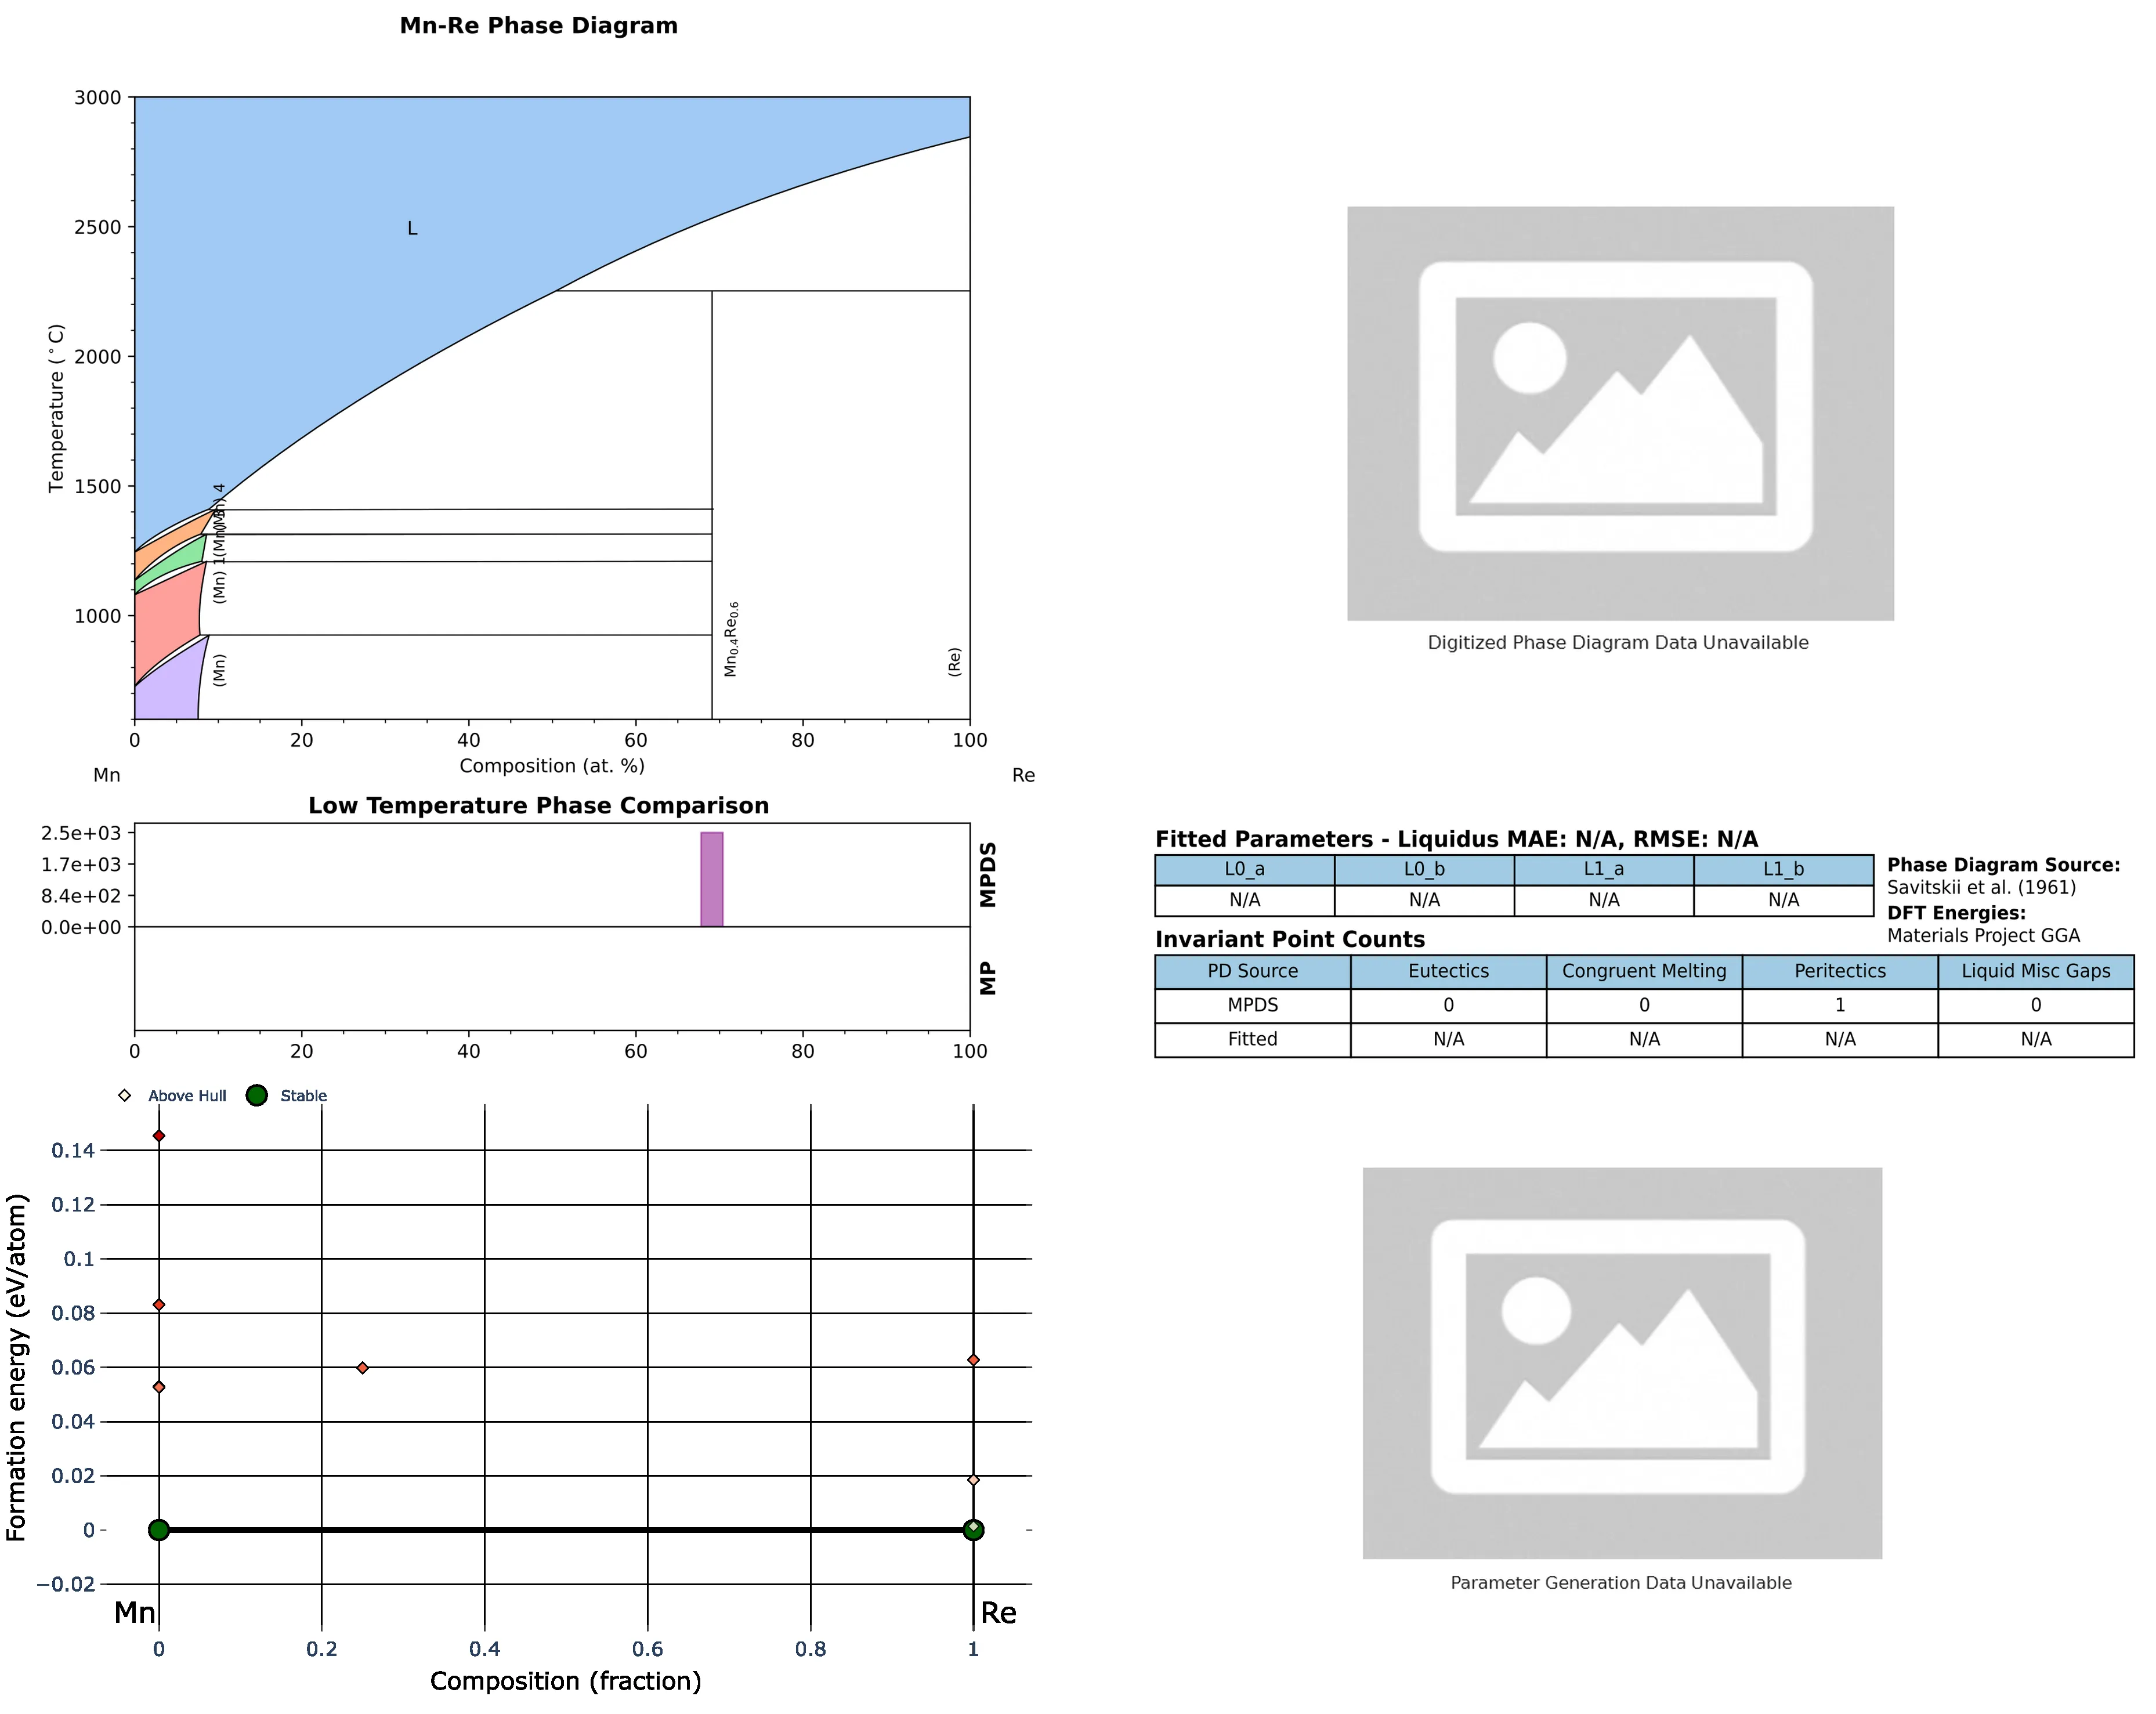 Mn-Re Phase Diagram
3000
2500
2000
1500
1000
Temperature (°C)
L
(Mn) 4
(Mn)
(Mn) 1
(Mn)
Mn0.4Re0.6
(Re)
0 20 40 60 80 100
Composition (at. %)
Mn Re
Digitized Phase Diagram Data Unavailable
Low Temperature Phase Comparison
2.5e+03
1.7e+03
8.4e+02
0.0e+00
MPDS
MP
0 20 40 60 80 100
Fitted Parameters - Liquidus MAE: N/A, RMSE: N/A
L0_a L0_b L1_a L1_b
N/A N/A N/A N/A
Phase Diagram Source:
Savitskii et al. (1961)
DFT Energies:
Materials Project GGA
Invariant Point Counts
PD Source Eutectics Congruent Melting Peritectics Liquid Misc Gaps
MPDS 0 0 1 0
Fitted N/A N/A N/A N/A
Above Hull Stable
0.14
0.12
0.1
0.08
0.06
0.04
0.02
0
−0.02
Formation energy (eV/atom)
Mn Re
0 0.2 0.4 0.6 0.8 1
Composition (fraction)
Parameter Generation Data Unavailable